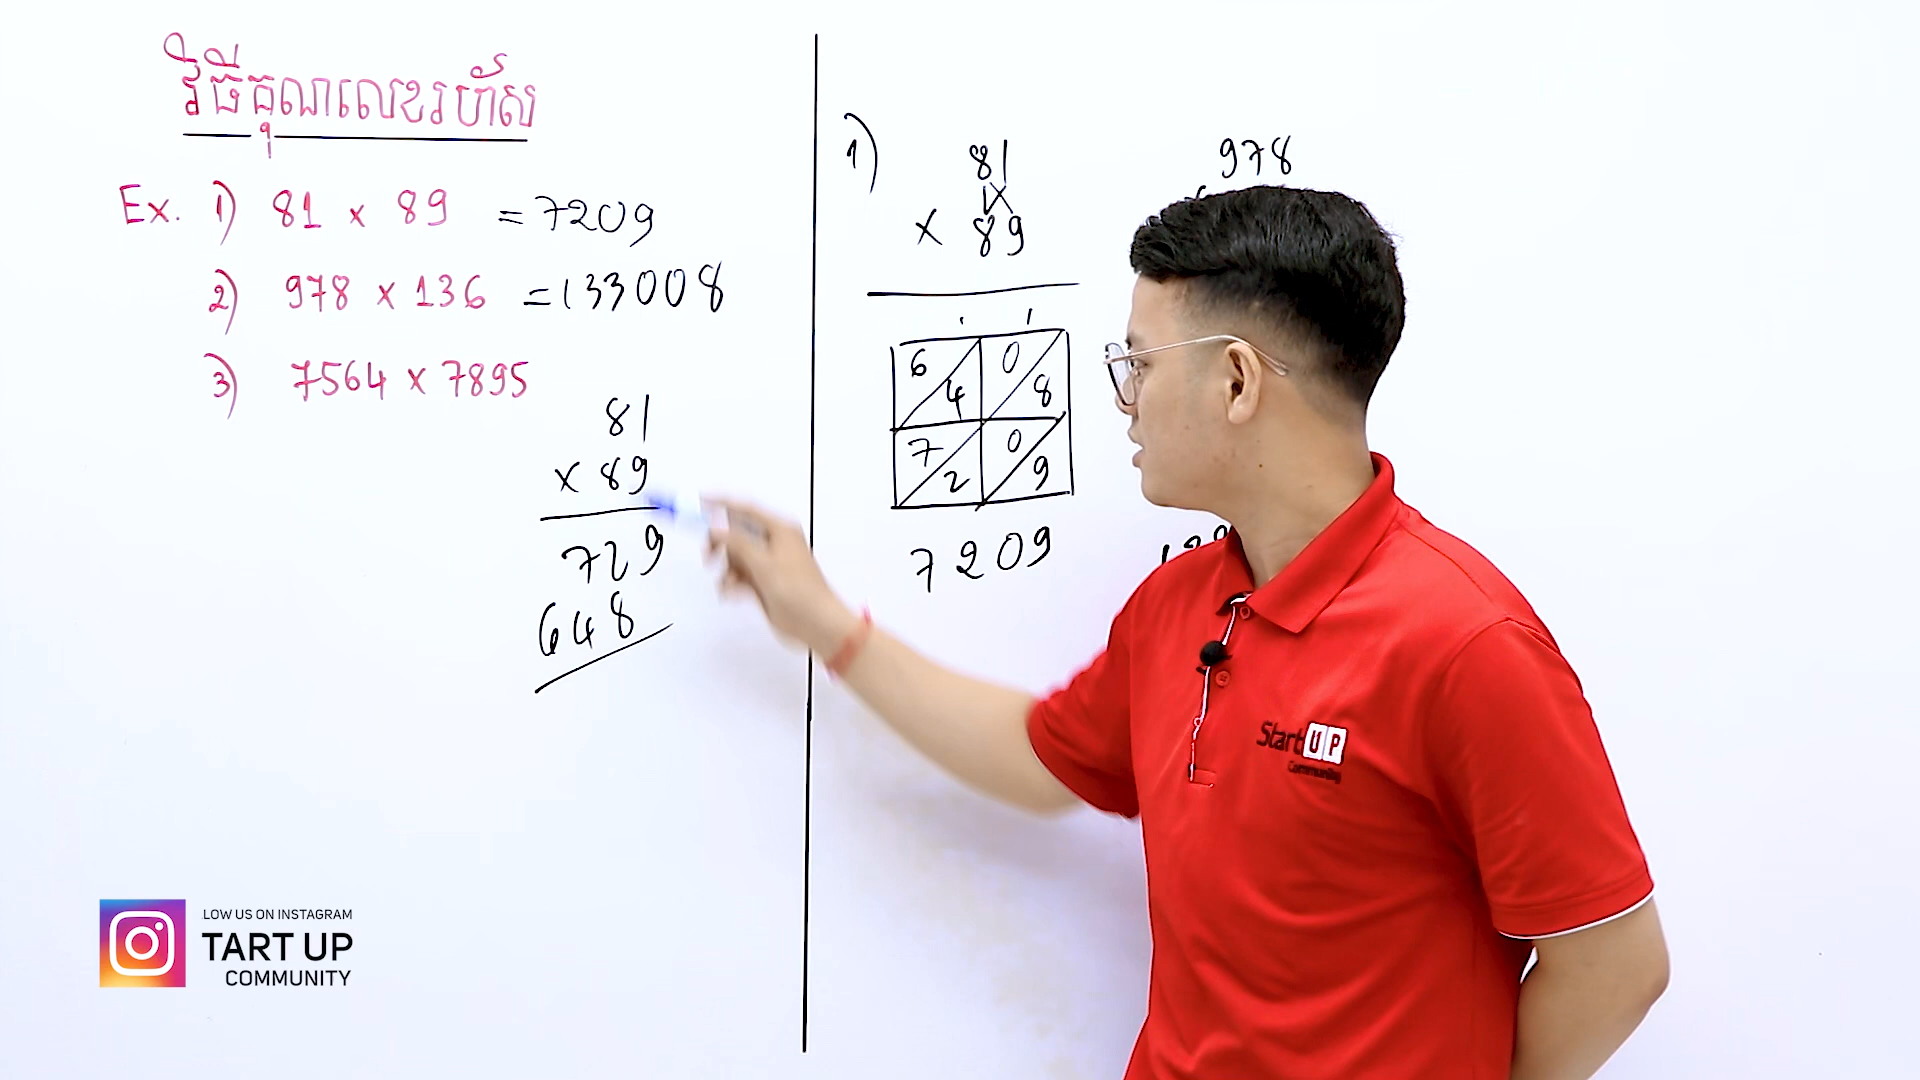 វិធីគុណលេខរហ័ស
Ex. 1) 81 x 89 = 7209
2) 978 x 136 = 133008
3) 7564 x 7895
81
x 89
729
648
1)
81
x 89
6 4 0 8
7 2 0 9
7209
978
StartUP
Community
LOW US ON INSTAGRAM
TART UP
COMMUNITY